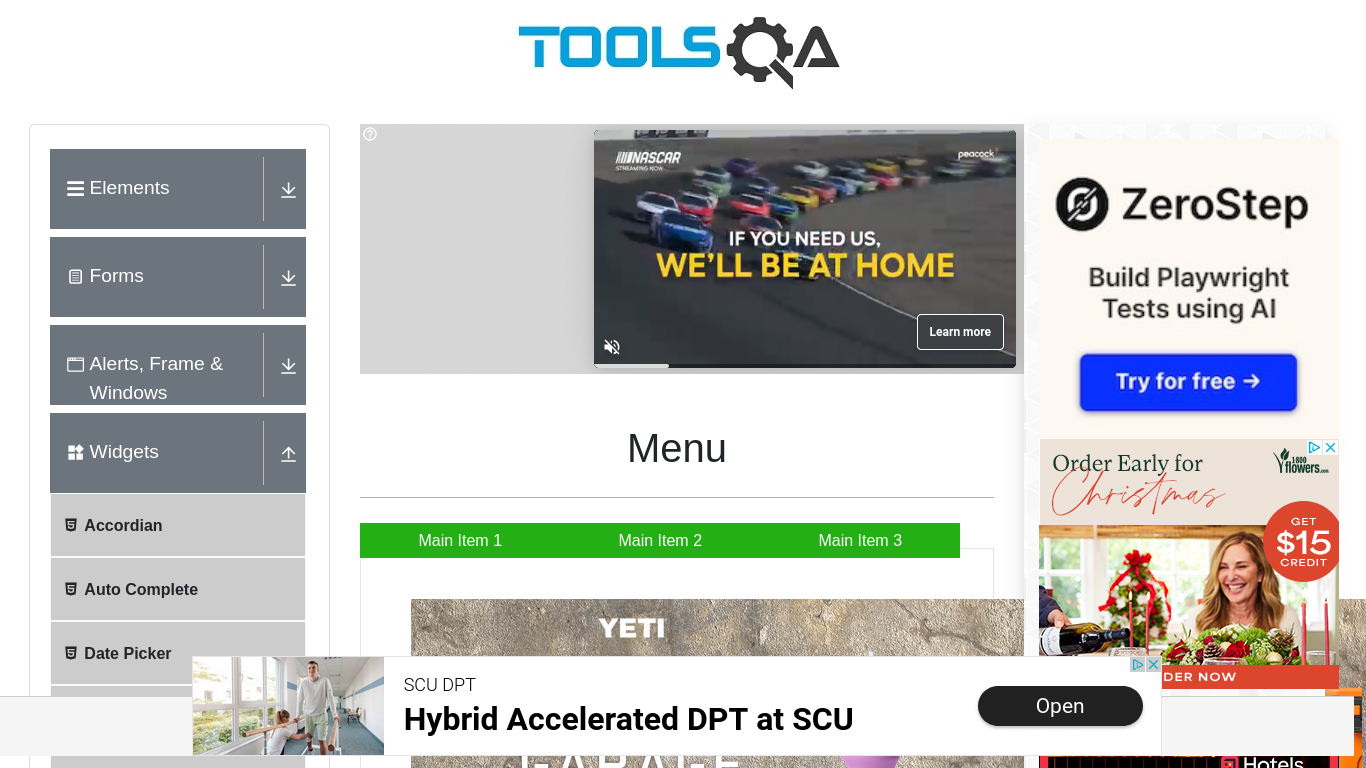 TOOLSQA
Elements
Forms
Alerts, Frame &
Windows
Widgets
Accordian
Auto Complete
Date Picker
NASCAR
STREAMING NOW
peacock
IF YOU NEED US,
WE'LL BE AT HOME
Learn more
Menu
Main Item 1
Main Item 2
Main Item 3
YETI
SCU DPT
Hybrid Accelerated DPT at SCU
Open
ZeroStep
Build Playwright
Tests using AI
Try for free →
Order Early for
Christmas
1800
flowers.com
GET
$15
CREDIT
DER NOW
Hotels